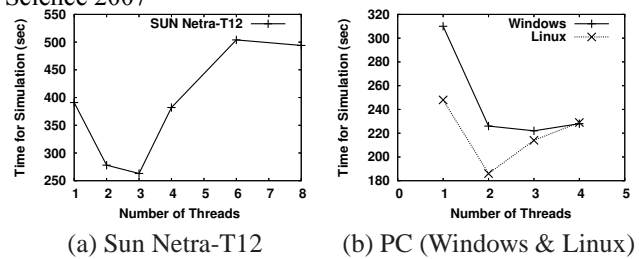 Science 2007
SUN Netra-T12
Time for Simulation (sec)
550
500
450
400
350
300
250
1 2 3 4 5 6 7 8
Number of Threads
(a) Sun Netra-T12
Windows
Linux
Time for Simulation (sec)
320
300
280
260
240
220
200
180
0 1 2 3 4 5
Number of Threads
(b) PC (Windows & Linux)